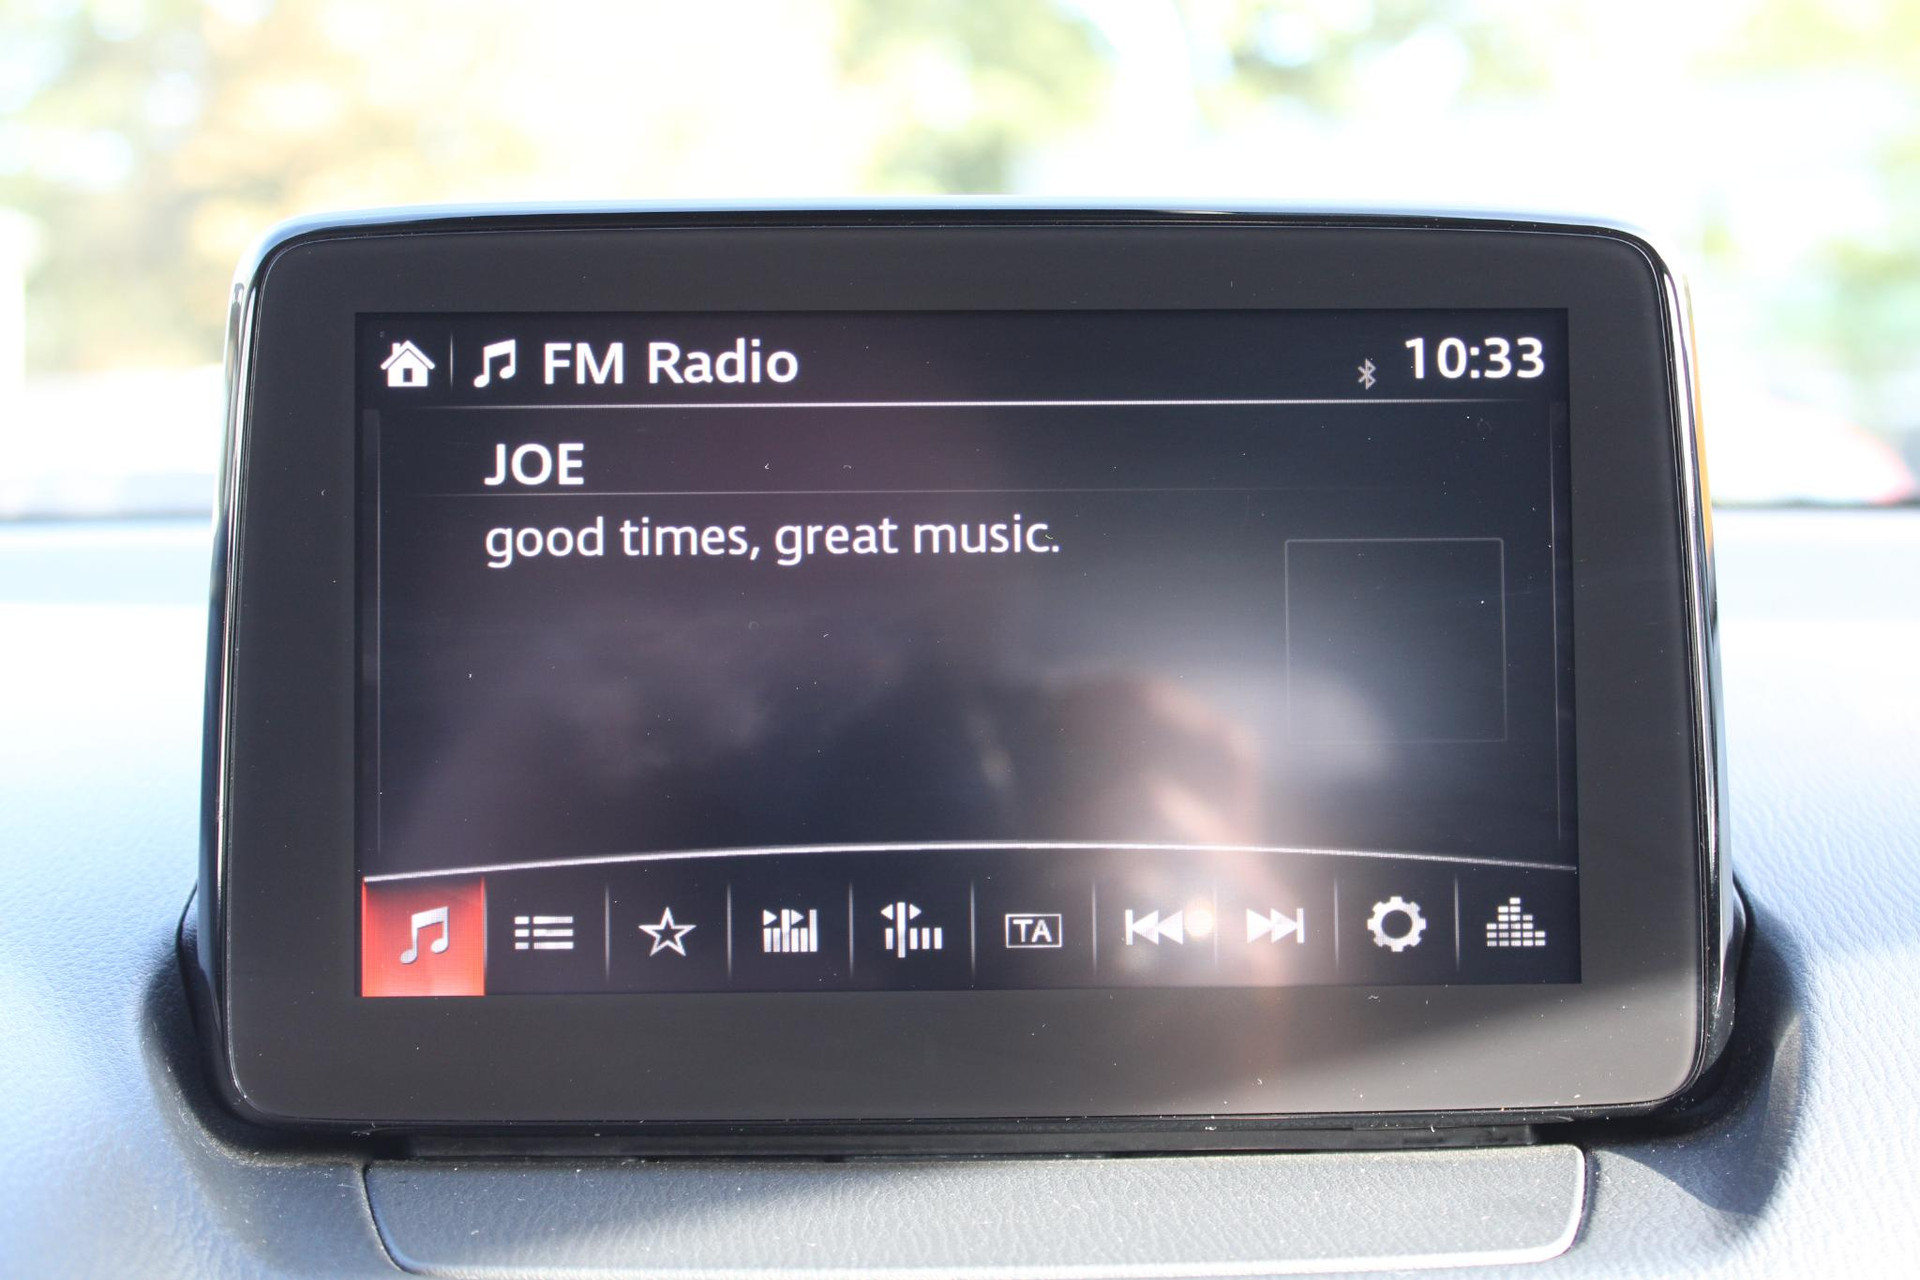 FM Radio
10:33
JOE
good times, great music.
TA